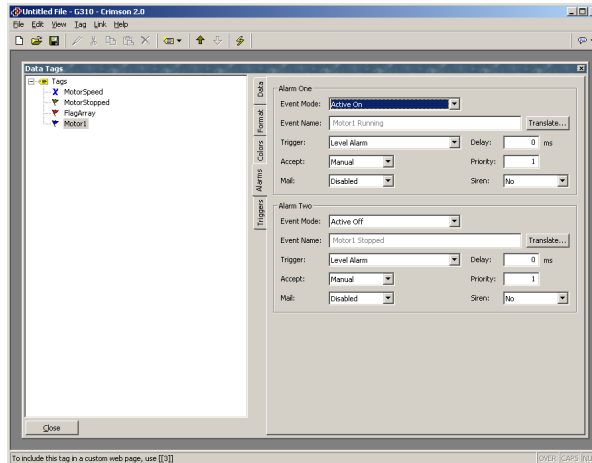 Untitled File - G310 - Crimson 2.0
File Edit View Tag Link Help
Data Tags
Tags
MotorSpeed
MotorStopped
FlagArray
Motor1
Data
Format
Colors
Alarms
Triggers
Alarm One
Event Mode: Active On
Event Name: Motor1 Running Translate...
Trigger: Level Alarm Delay: 0 ms
Accept: Manual Priority: 1
Mail: Disabled Siren: No
Alarm Two
Event Mode: Active Off
Event Name: Motor1 Stopped Translate...
Trigger: Level Alarm Delay: 0 ms
Accept: Manual Priority: 1
Mail: Disabled Siren: No
Close
To include this tag in a custom web page, use [[3]]
OVER CAPS NU